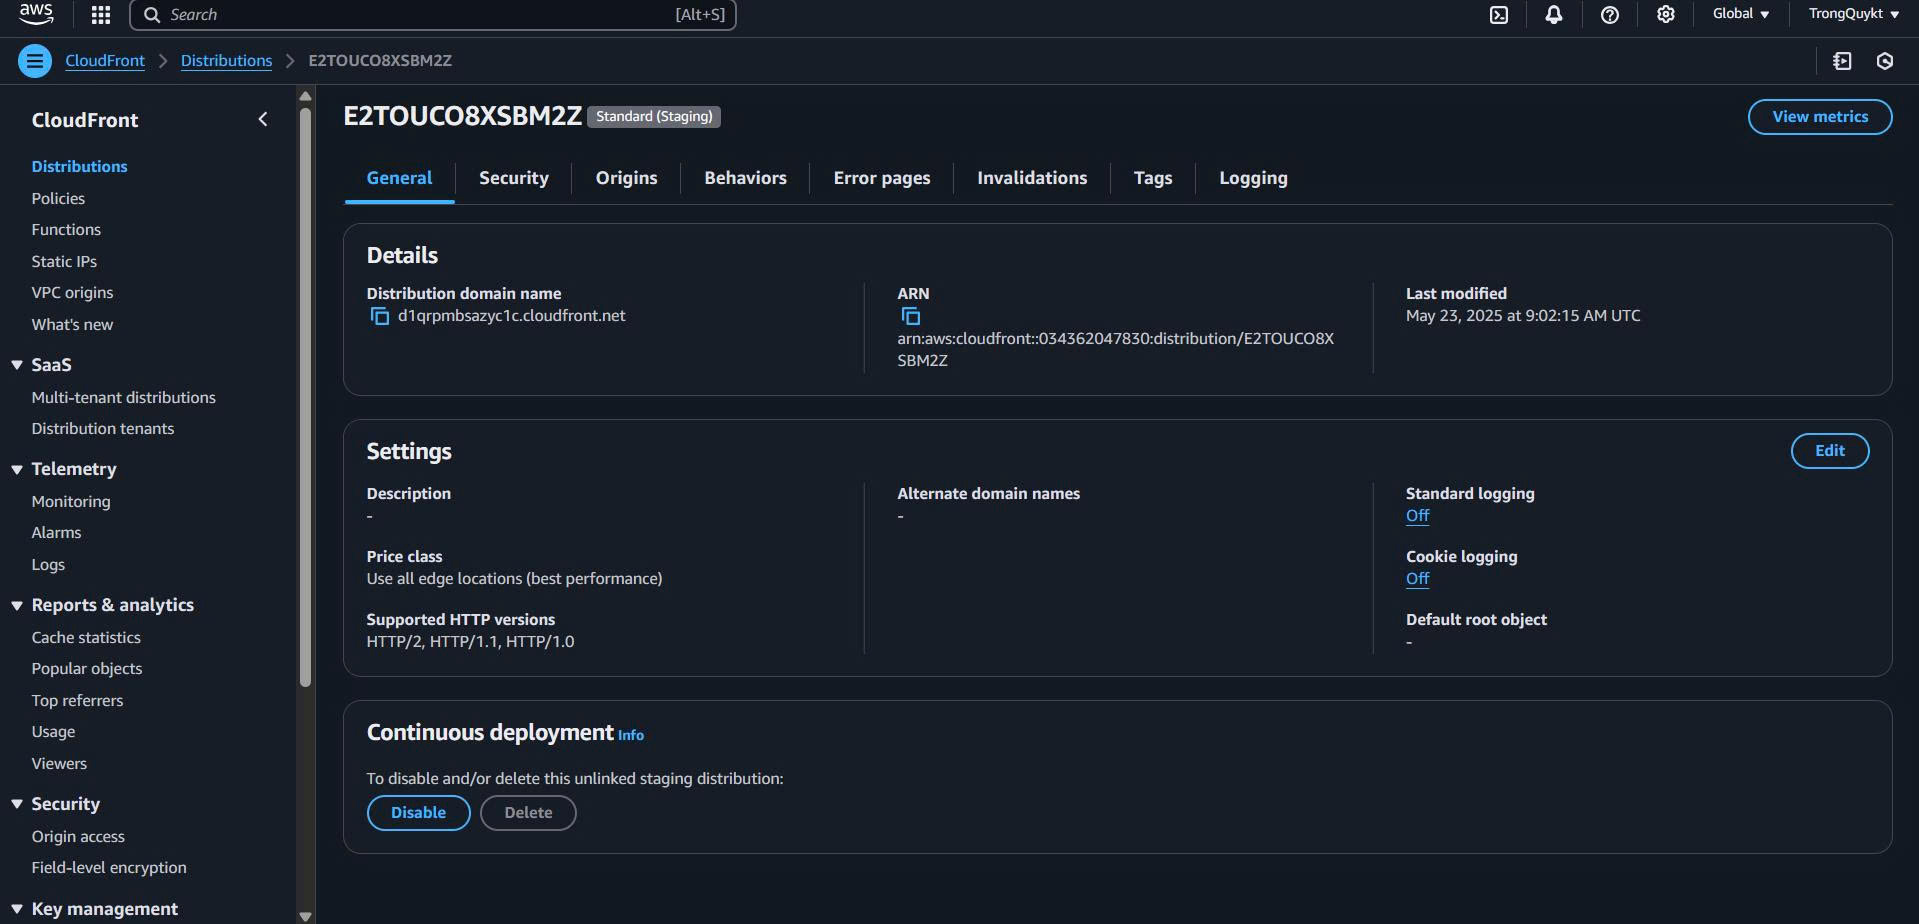 aws
Search [Alt+S]
Global
TrongQuykt
CloudFront
Distributions
E2TOUCO8XSBM2Z
CloudFront
Distributions
Policies
Functions
Static IPs
VPC origins
What's new
SaaS
Multi-tenant distributions
Distribution tenants
Telemetry
Monitoring
Alarms
Logs
Reports & analytics
Cache statistics
Popular objects
Top referrers
Usage
Viewers
Security
Origin access
Field-level encryption
Key management
E2TOUCO8XSBM2Z Standard (Staging)
View metrics
General
Security
Origins
Behaviors
Error pages
Invalidations
Tags
Logging
Details
Distribution domain name
d1qrpmbsazyc1c.cloudfront.net
ARN
arn:aws:cloudfront::034362047830:distribution/E2TOUCO8X
SBM2Z
Last modified
May 23, 2025 at 9:02:15 AM UTC
Settings
Edit
Description
-
Price class
Use all edge locations (best performance)
Supported HTTP versions
HTTP/2, HTTP/1.1, HTTP/1.0
Alternate domain names
-
Standard logging
Off
Cookie logging
Off
Default root object
-
Continuous deployment Info
To disable and/or delete this unlinked staging distribution:
Disable
Delete